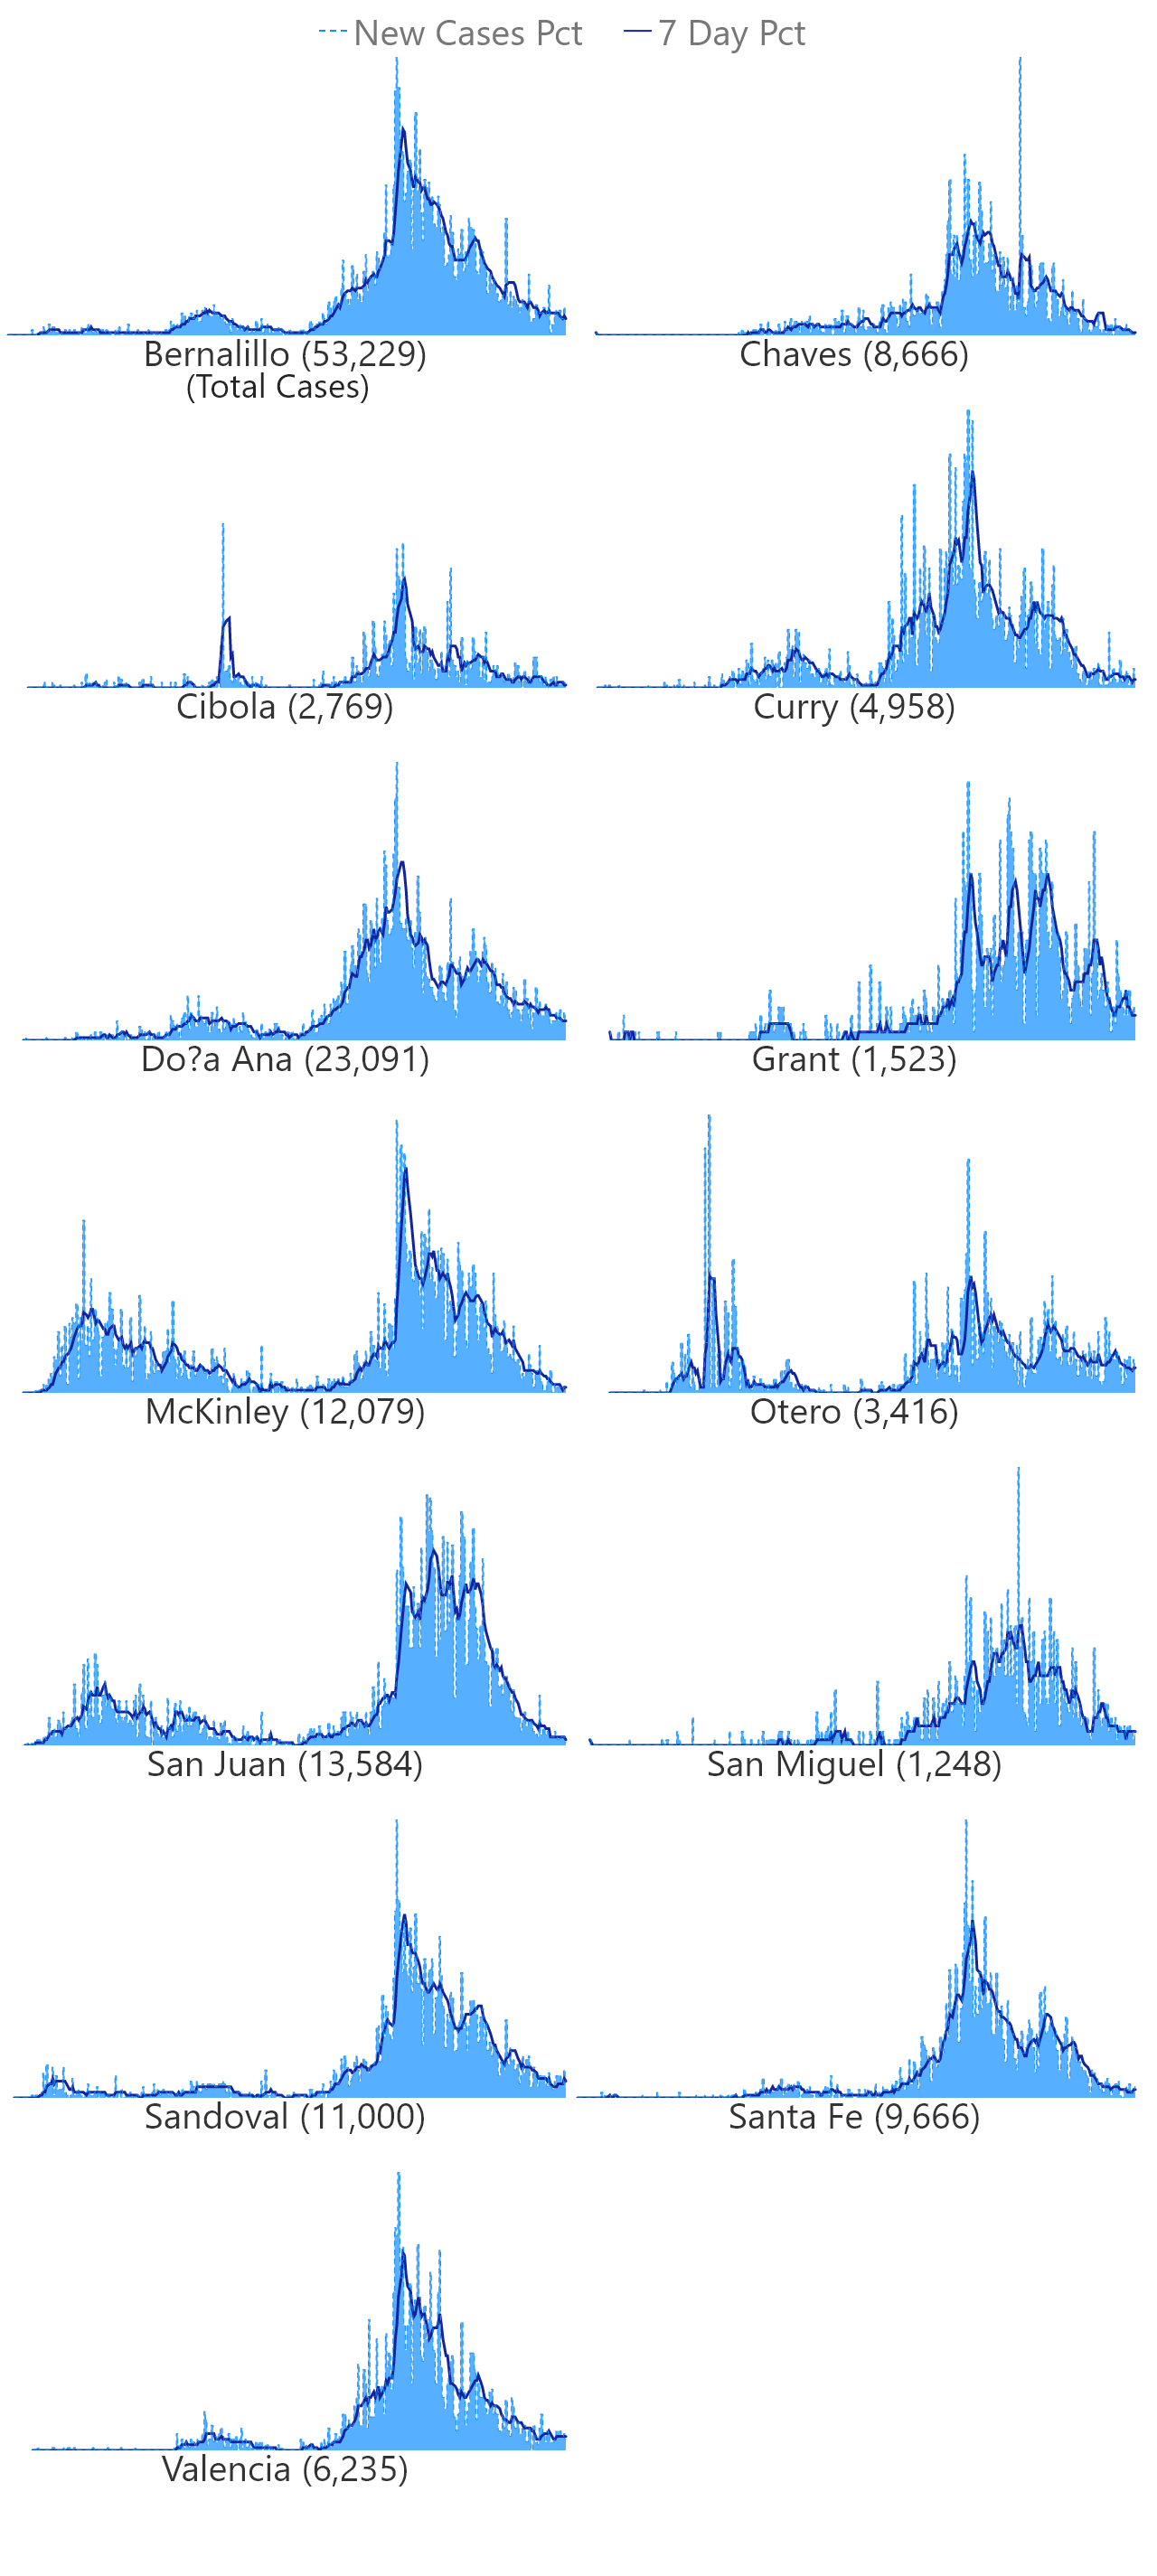 New Cases Pct 7 Day Pct
Bernalillo (53,229)
(Total Cases)
Chaves (8,666)
Cibola (2,769)
Curry (4,958)
Do?a Ana (23,091)
Grant (1,523)
McKinley (12,079)
Otero (3,416)
San Juan (13,584)
San Miguel (1,248)
Sandoval (11,000)
Santa Fe (9,666)
Valencia (6,235)